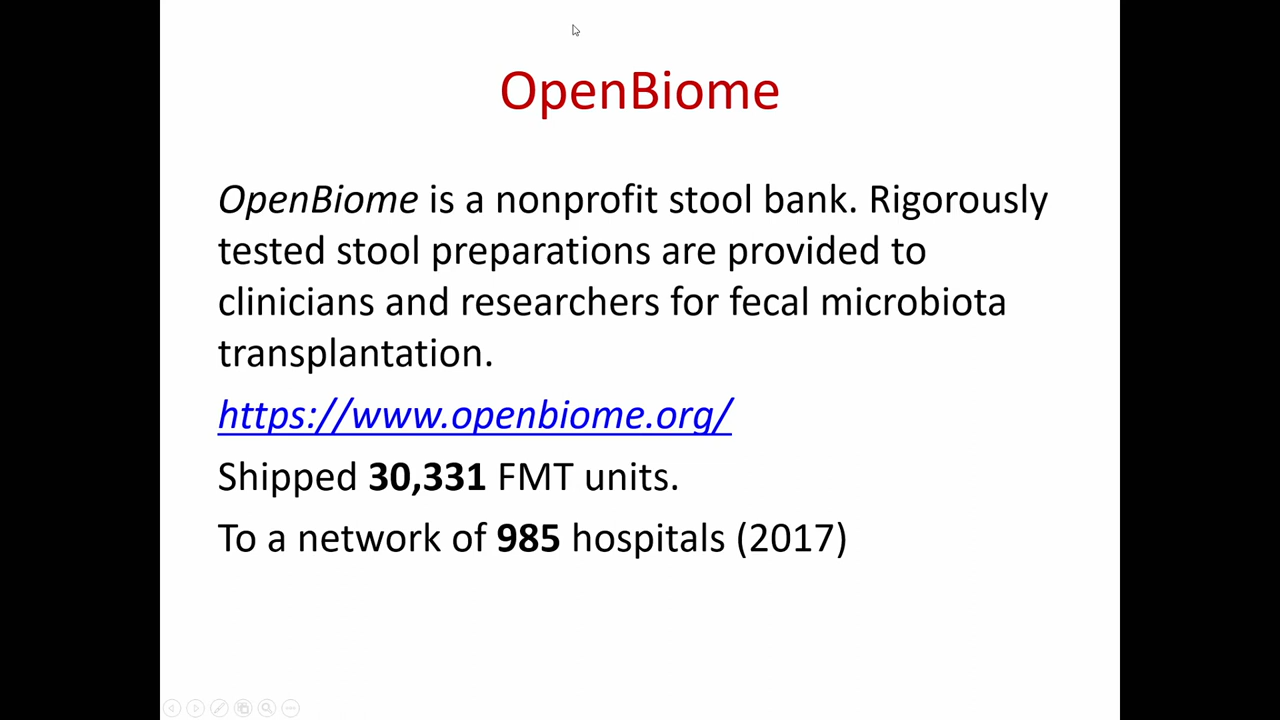 OpenBiome
OpenBiome is a nonprofit stool bank. Rigorously
tested stool preparations are provided to
clinicians and researchers for fecal microbiota
transplantation.
https://www.openbiome.org/
Shipped 30,331 FMT units.
To a network of 985 hospitals (2017)